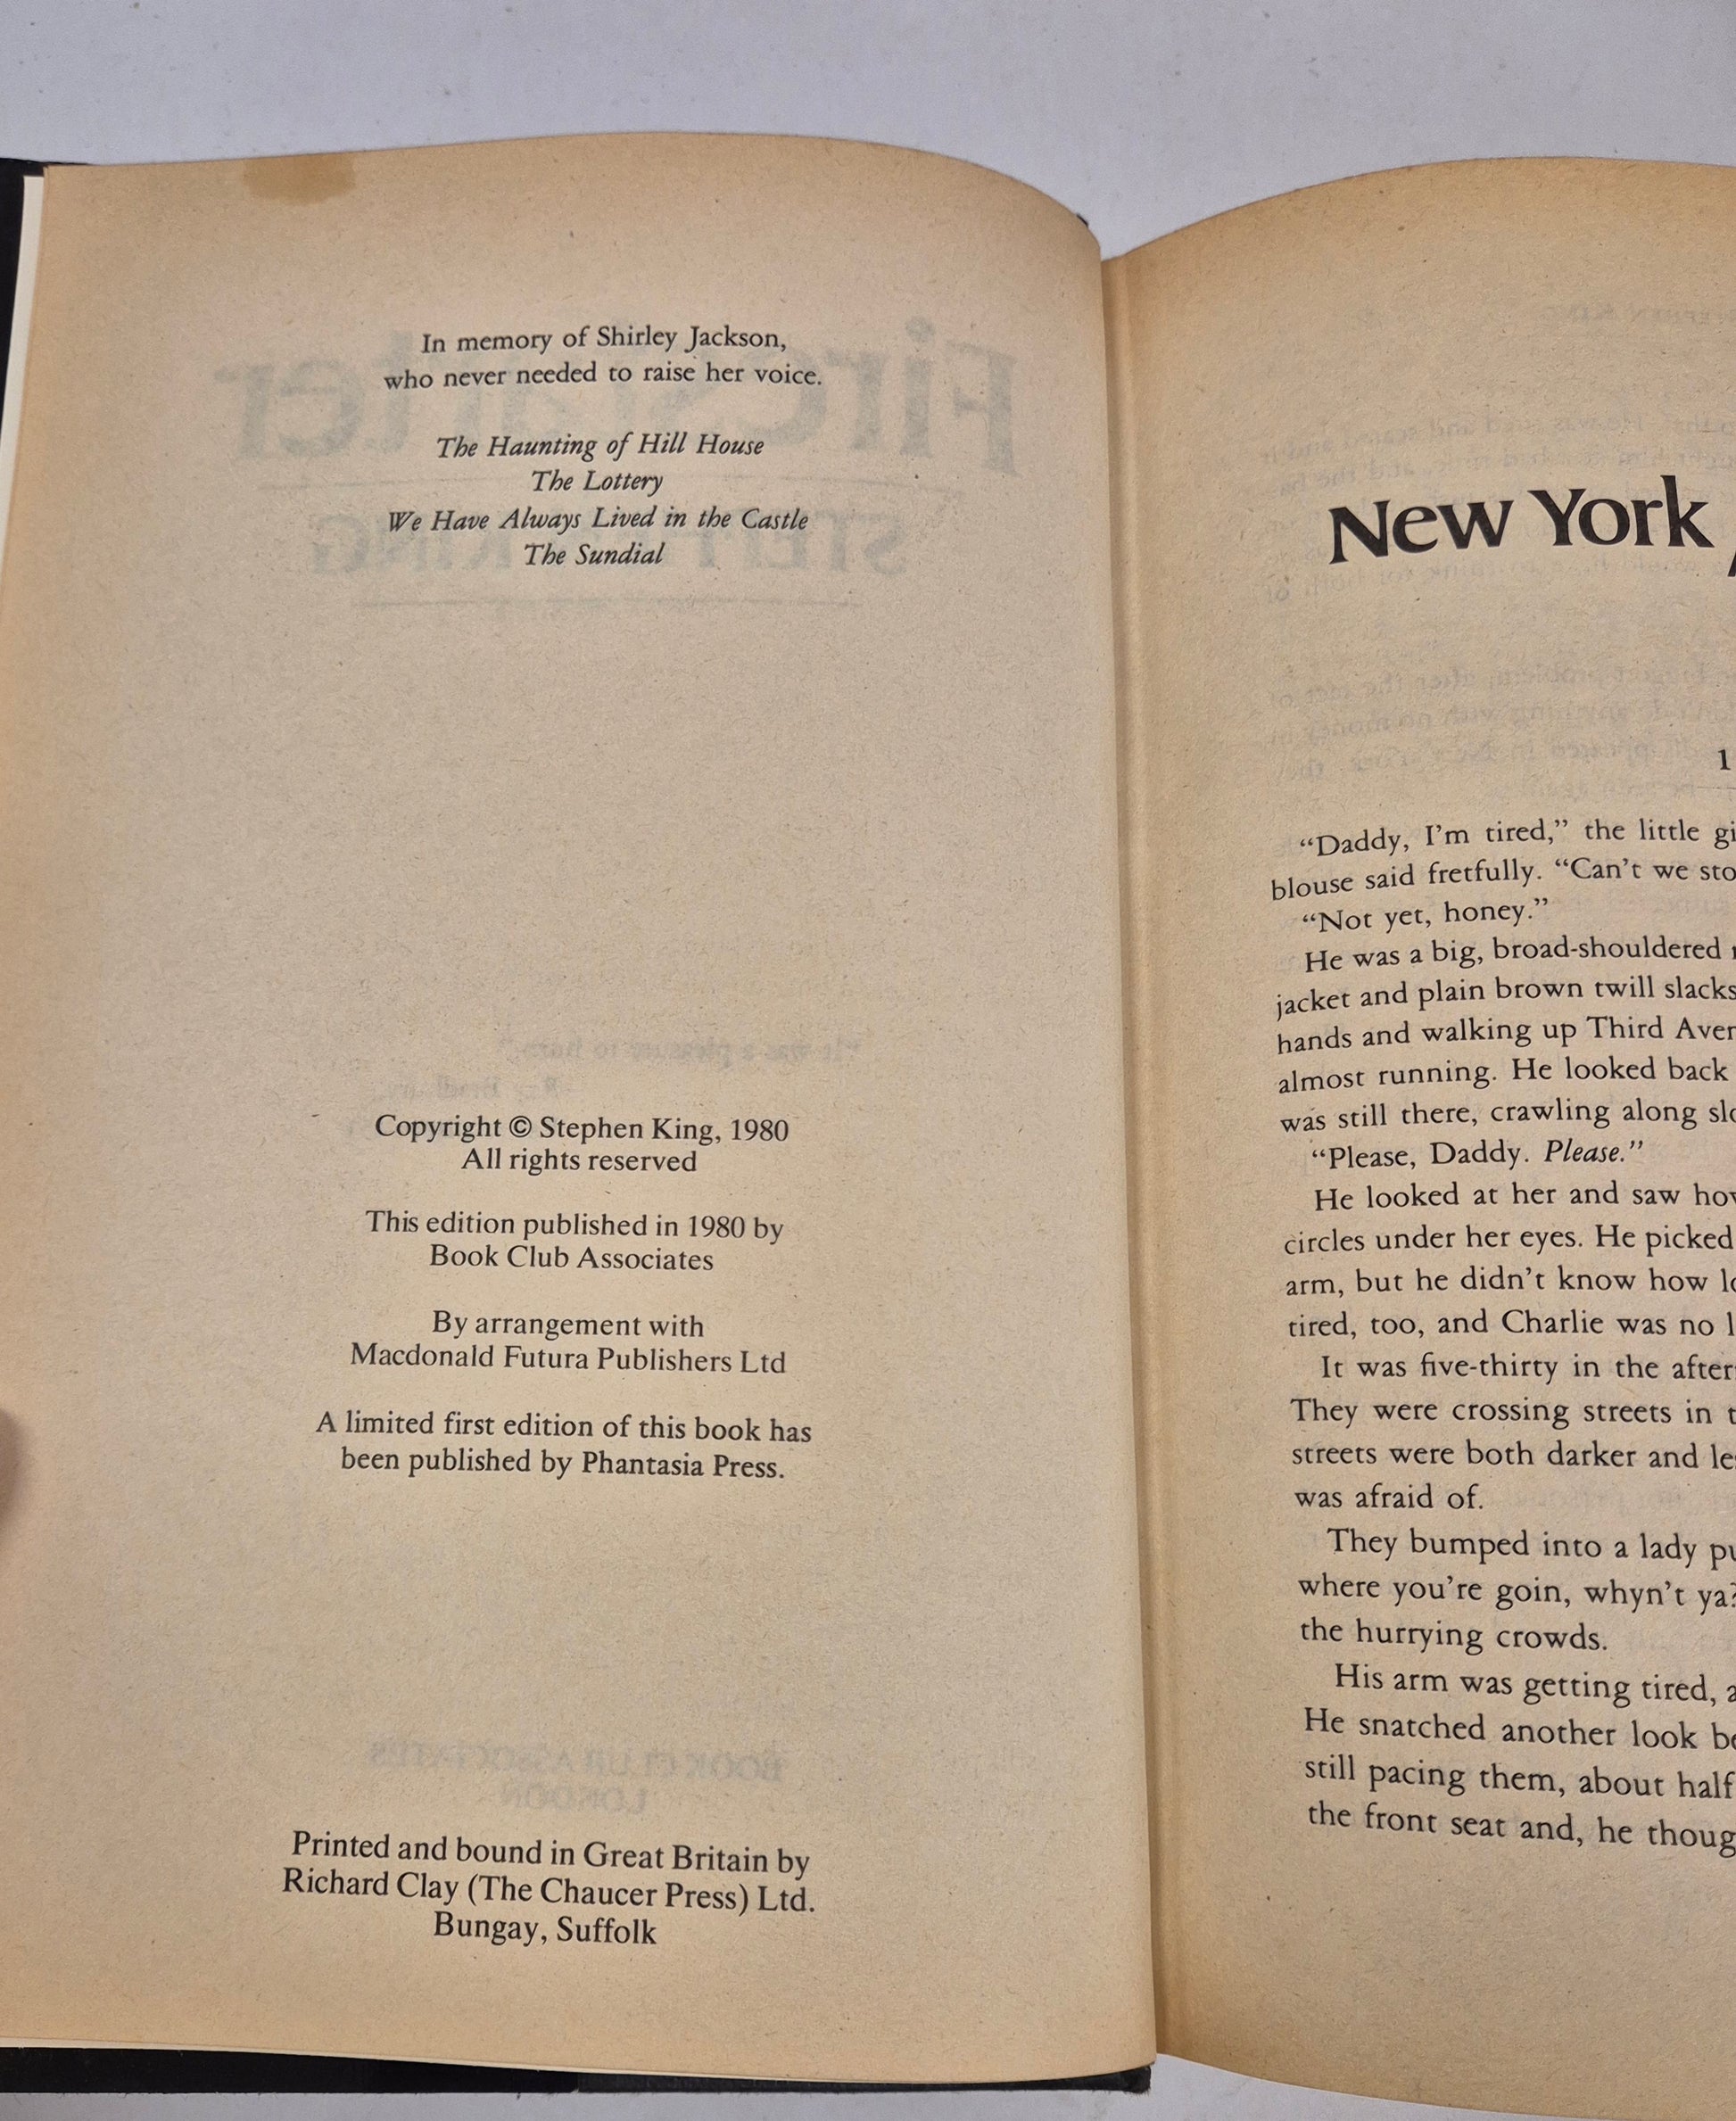 In memory of Shirley Jackson,
who never needed to raise her voice.
The Haunting of Hill House
The Lottery
We Have Always Lived in the Castle
The Sundial
Copyright © Stephen King, 1980
All rights reserved
This edition published in 1980 by
Book Club Associates
By arrangement with
Macdonald Futura Publishers Ltd
A limited first edition of this book has
been published by Phantasia Press.
Printed and bound in Great Britain by
Richard Clay (The Chaucer Press) Ltd.
Bungay, Suffolk
New York
1
“Daddy, I’m tired,” the little
blouse said fretfully. “Can’t we
“Not yet, honey.”
He was a big, broad-shouldered
jacket and plain brown twill slacks
hands and walking up Third
almost running. He looked back
was still there, crawling along
“Please, Daddy. Please.”
He looked at her and saw
circles under her eyes. He picked
arm, but he didn’t know how
tired, too, and Charlie was no
It was five-thirty in the
They were crossing streets in
streets were both darker and
was afraid of.
They bumped into a lady
where you’re goin, whyn’t ya?
the hurrying crowds.
His arm was getting tired,
He snatched another look
still pacing them, about half
the front seat and, he